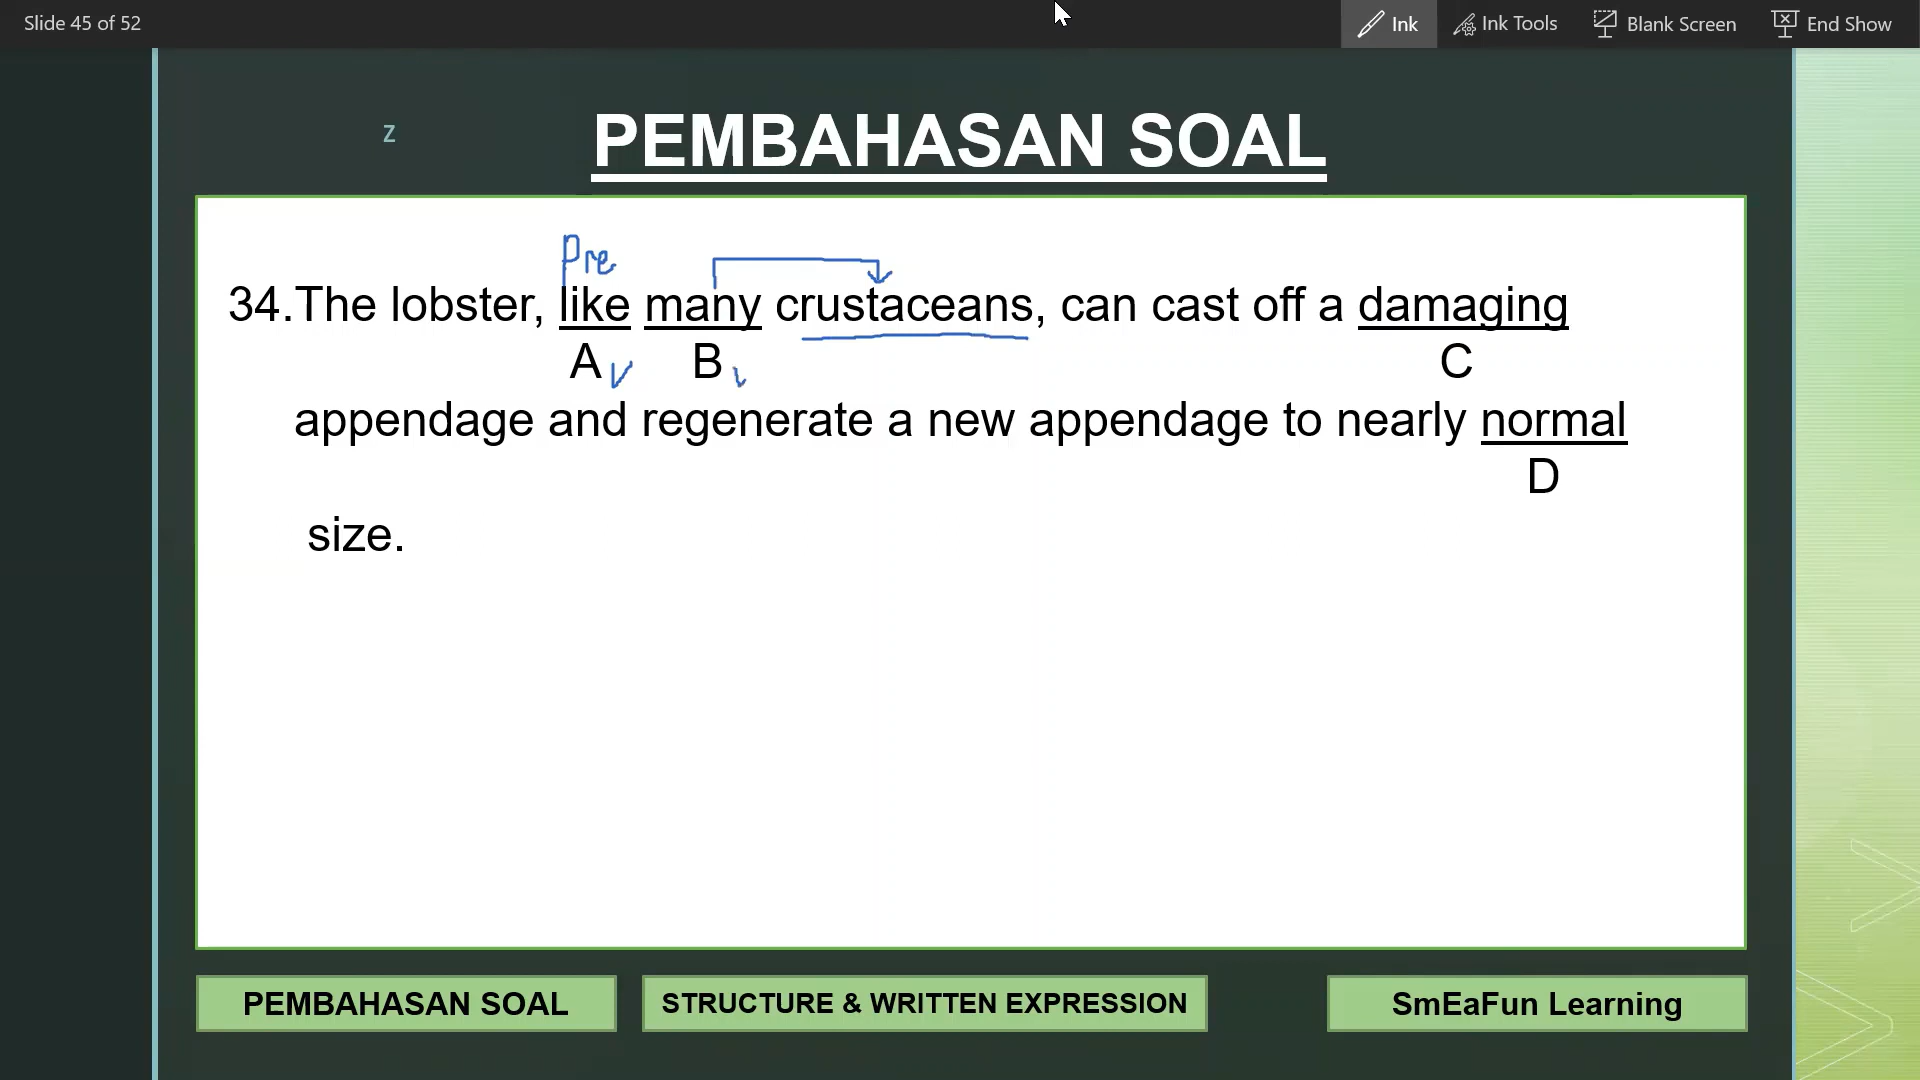 Slide 45 of 52
Ink
Ink Tools
Blank Screen
End Show
z
PEMBAHASAN SOAL
Pre
34.The lobster, like many crustaceans, can cast off a damaging
A B C
appendage and regenerate a new appendage to nearly normal
D
size.
PEMBAHASAN SOAL
STRUCTURE & WRITTEN EXPRESSION
SmEaFun Learning